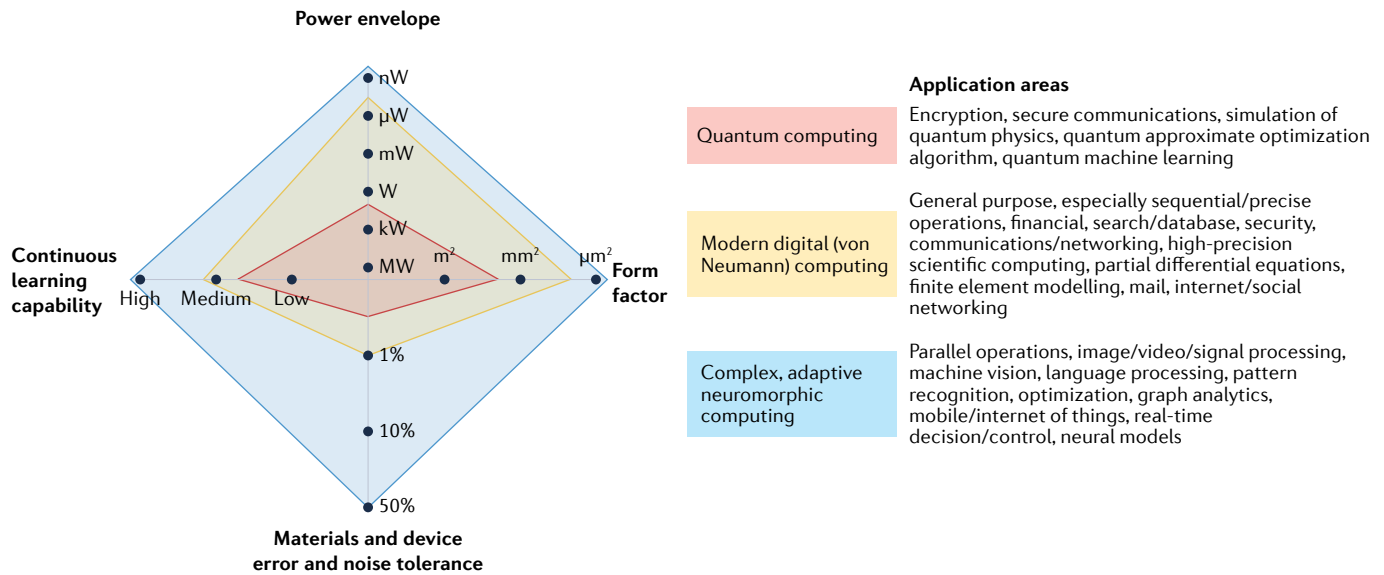 Power envelope
nW
µW
mW
W
kW
MW
Continuous
learning
capability
High
Medium
Low
m²
mm²
µm²
Form
factor
1%
10%
50%
Materials and device
error and noise tolerance
Application areas
Quantum computing
Encryption, secure communications, simulation of
quantum physics, quantum approximate optimization
algorithm, quantum machine learning
Modern digital (von
Neumann) computing
General purpose, especially sequential/precise
operations, financial, search/database, security,
communications/networking, high-precision
scientific computing, partial differential equations,
finite element modelling, mail, internet/social
networking
Complex, adaptive
neuromorphic
computing
Parallel operations, image/video/signal processing,
machine vision, language processing, pattern
recognition, optimization, graph analytics,
mobile/internet of things, real-time
decision/control, neural models